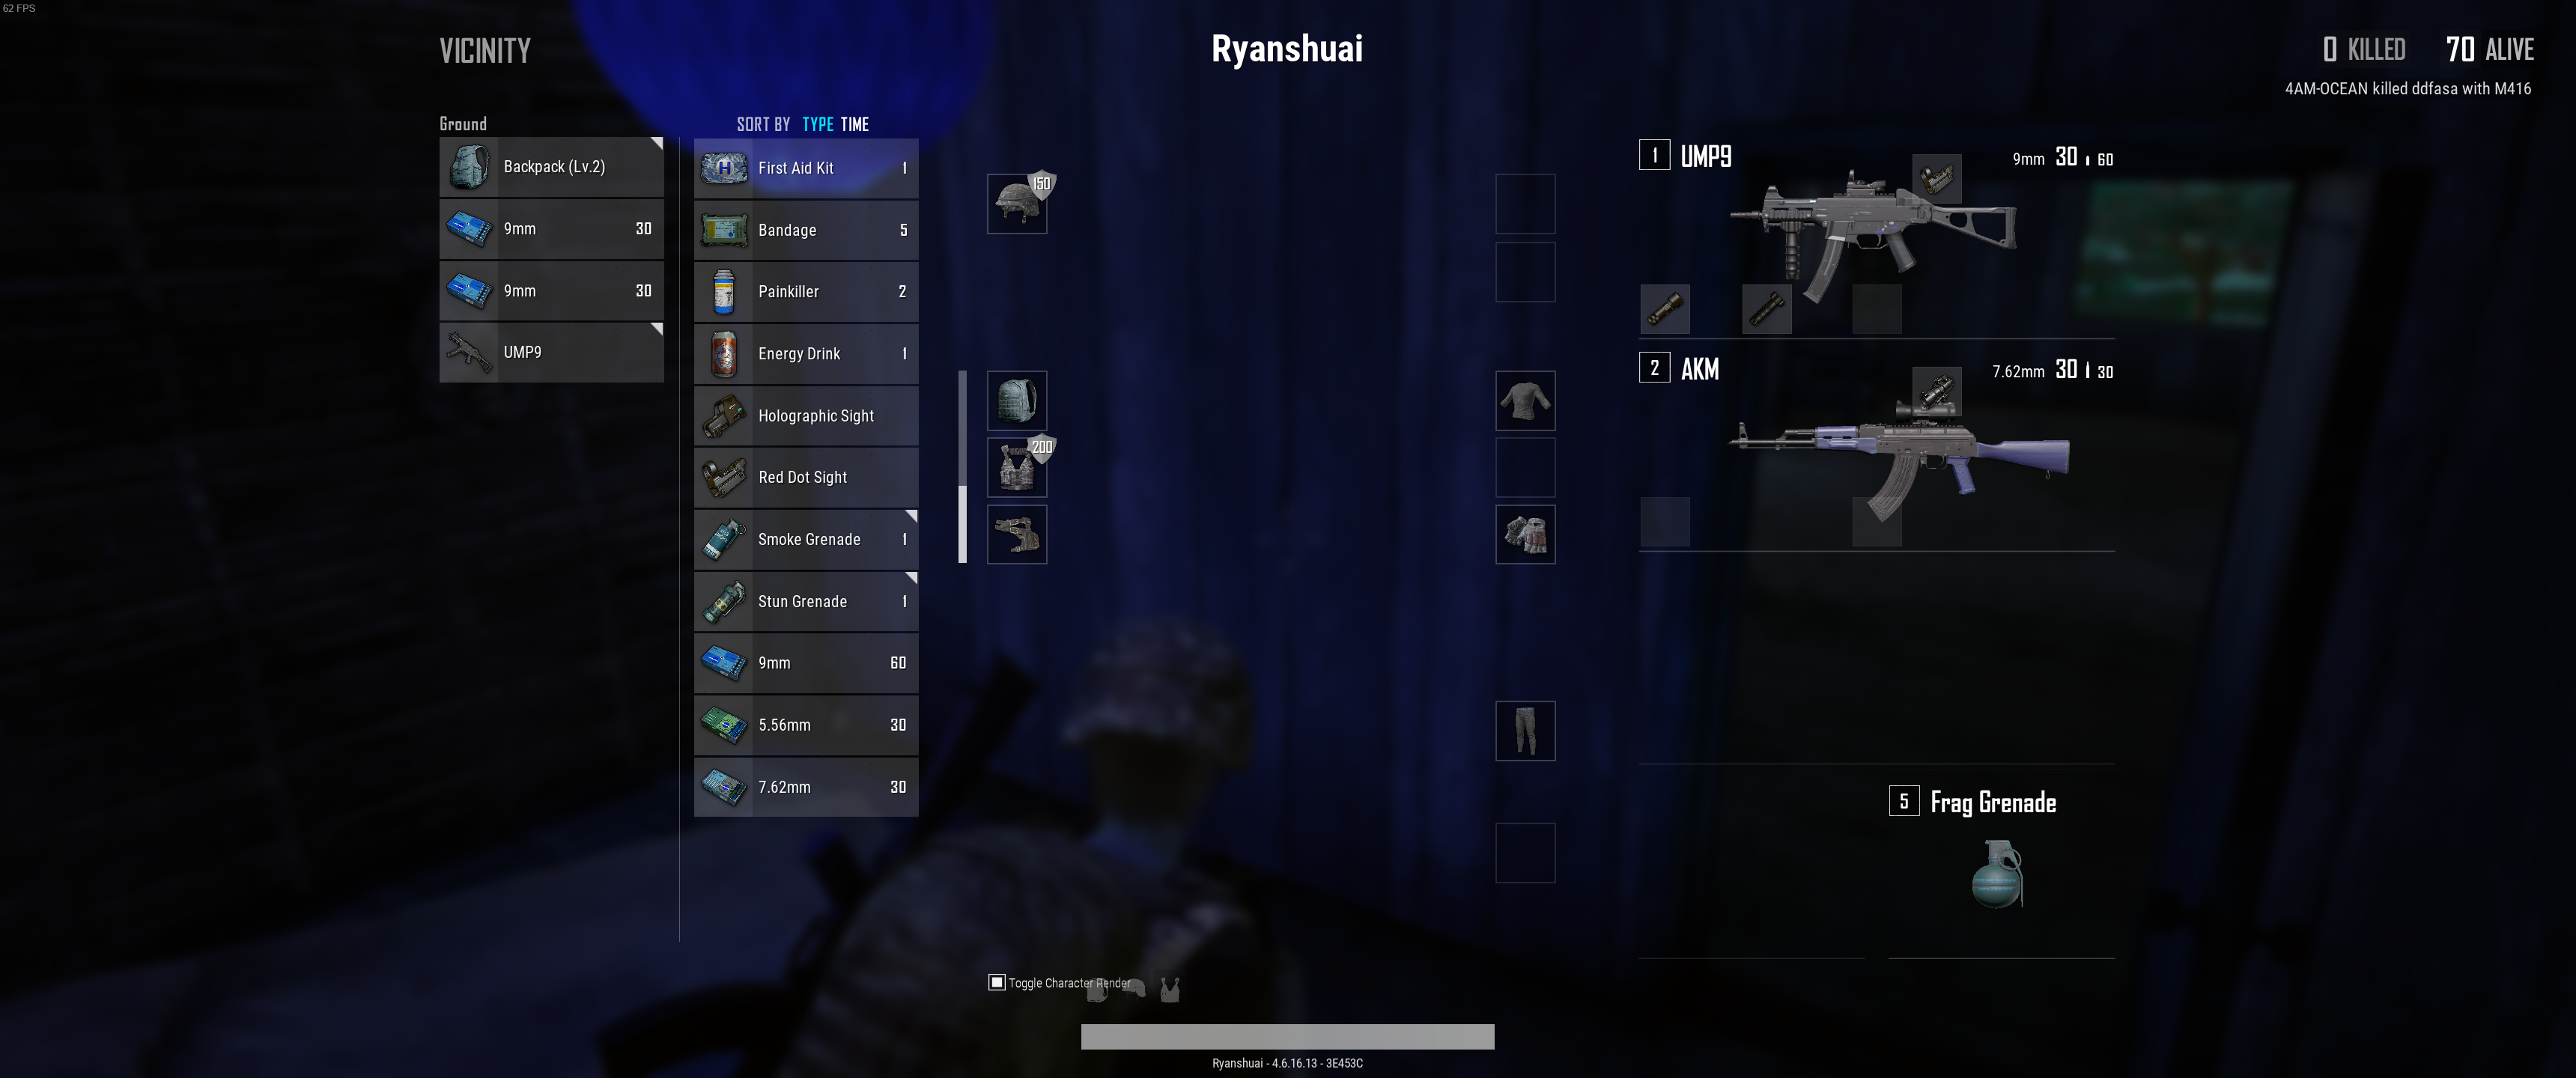 62 FPS
VICINITY
Ryanshuai
0 KILLED 70 ALIVE
4AM-OCEAN killed ddfasa with M416
Ground
SORT BY TYPE TIME
Backpack (Lv.2)
9mm 30
9mm 30
UMP9
First Aid Kit 1
Bandage 5
Painkiller 2
Energy Drink 1
Holographic Sight
Red Dot Sight
Smoke Grenade 1
Stun Grenade 1
9mm 60
5.56mm 30
7.62mm 30
150
200
1 UMP9 9mm 30 60
2 AKM 7.62mm 30 30
5 Frag Grenade
Toggle Character Render
Ryanshuai - 4.6.16.13 - 3E453C